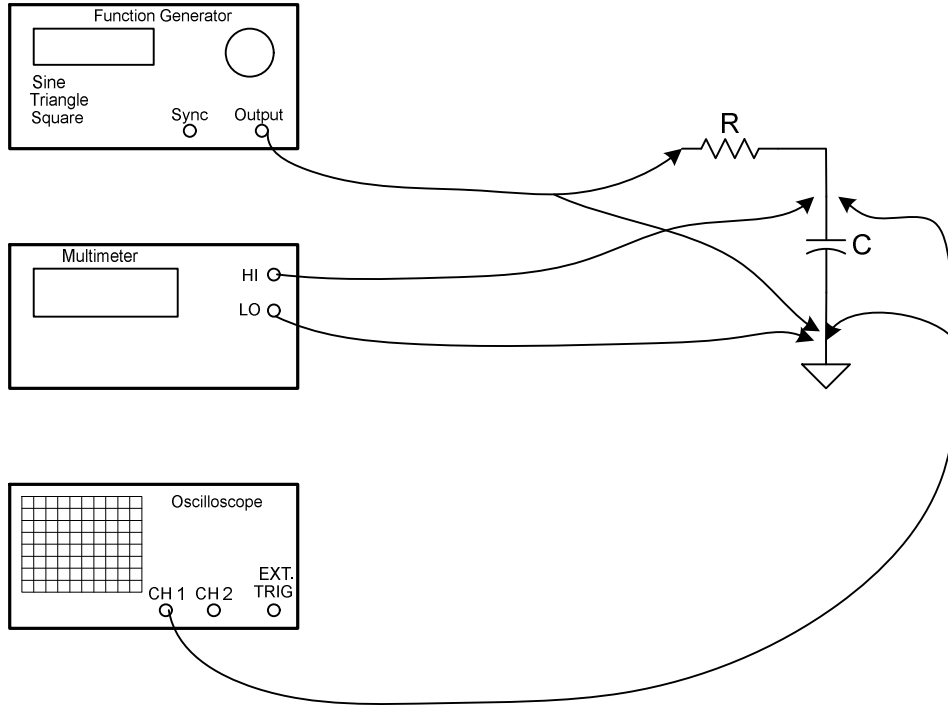 Function Generator
Sine
Triangle
Square
Sync
Output
R
C
Multimeter
HI
LO
Oscilloscope
EXT.
TRIG
CH 1
CH 2